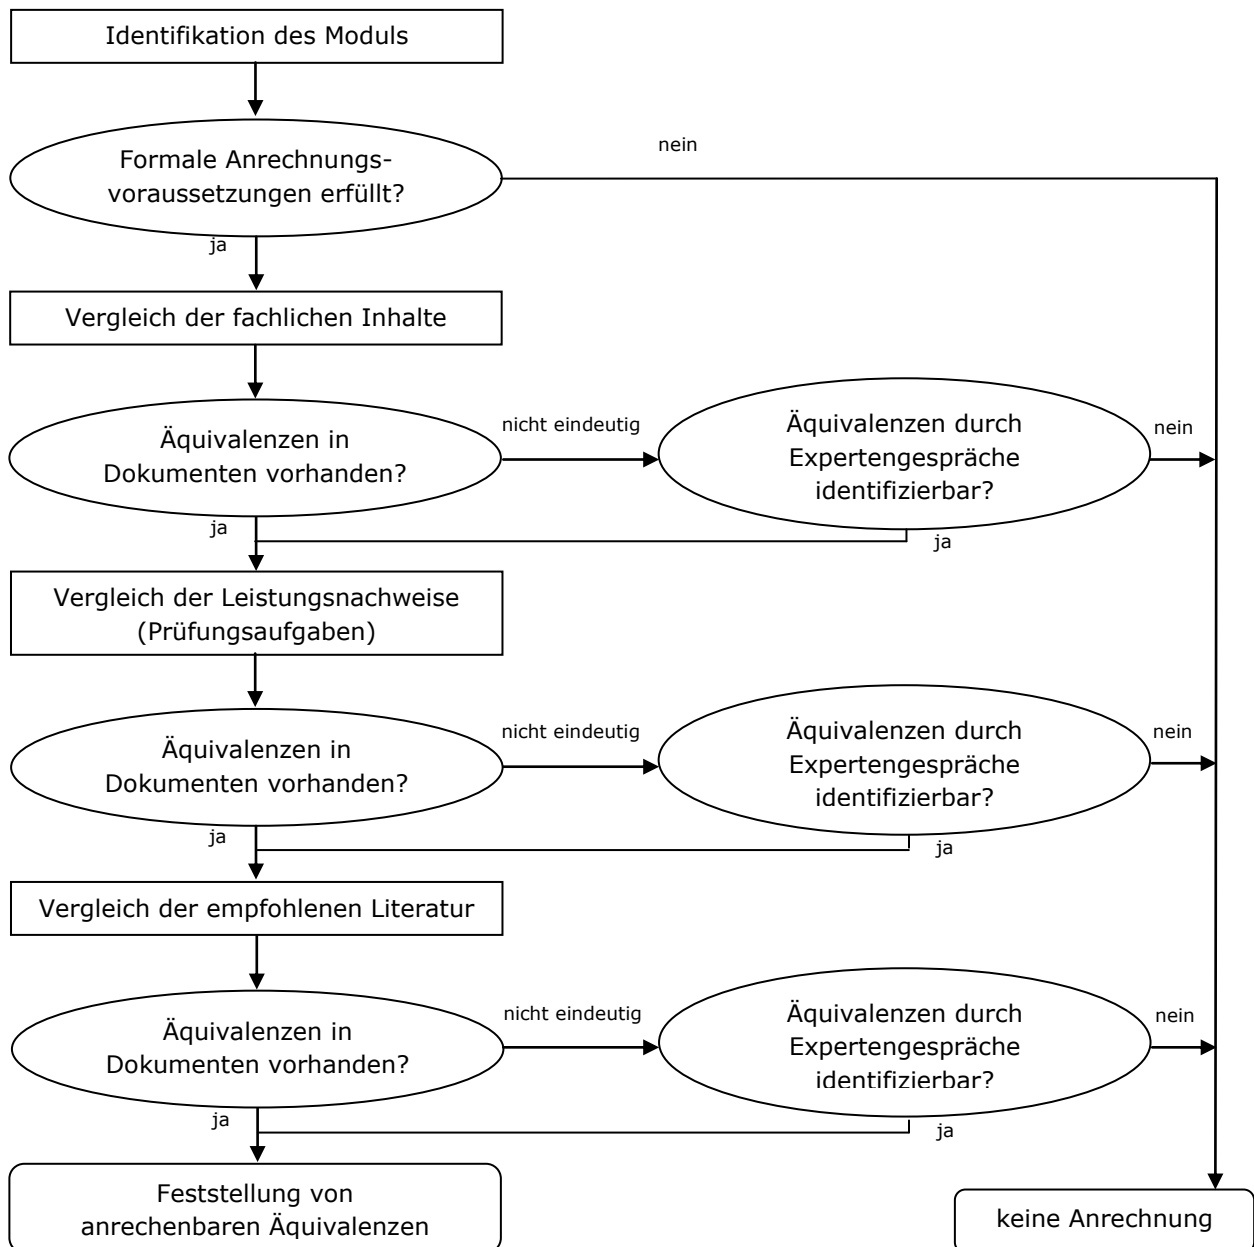 Identifikation des Moduls
nein
Formale Anrechnungs-
voraussetzungen erfüllt?
ja
Vergleich der fachlichen Inhalte
Äquivalenzen in
Dokumenten vorhanden?
nicht eindeutig
Äquivalenzen durch
Expertengespräche
identifizierbar?
nein
ja
ja
Vergleich der Leistungsnachweise
(Prüfungsaufgaben)
Äquivalenzen in
Dokumenten vorhanden?
nicht eindeutig
Äquivalenzen durch
Expertengespräche
identifizierbar?
nein
ja
ja
Vergleich der empfohlenen Literatur
Äquivalenzen in
Dokumenten vorhanden?
nicht eindeutig
Äquivalenzen durch
Expertengespräche
identifizierbar?
nein
ja
ja
Feststellung von
anrechenbaren Äquivalenzen
keine Anrechnung